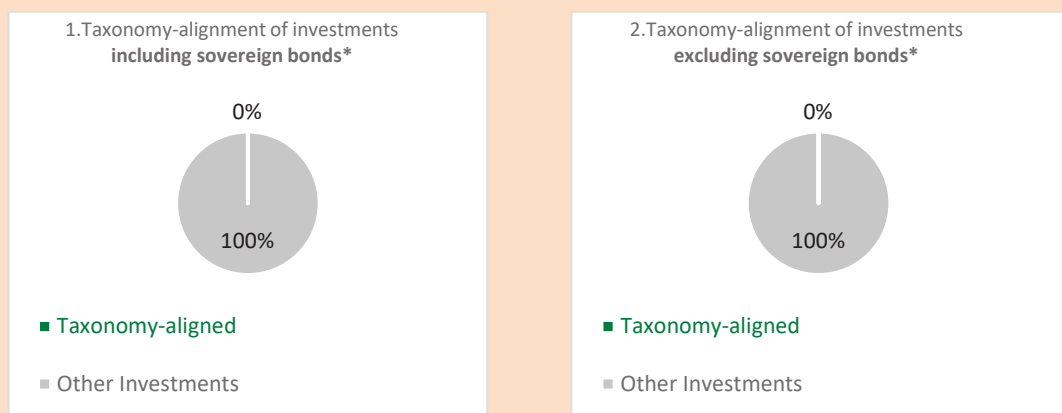 1.Taxonomy-alignment of investments
including sovereign bonds*
0%
100%
Taxonomy-aligned
Other Investments
2.Taxonomy-alignment of investments
excluding sovereign bonds*
0%
100%
Taxonomy-aligned
Other Investments